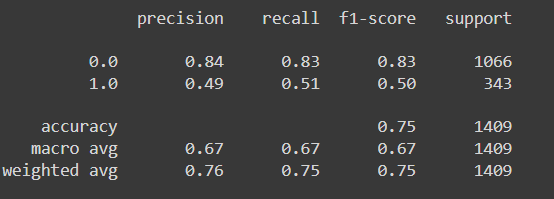 precision recall f1-score support
0.0 0.84 0.83 0.83 1066
1.0 0.49 0.51 0.50 343
accuracy 0.75 1409
macro avg 0.67 0.67 0.67 1409
weighted avg 0.76 0.75 0.75 1409